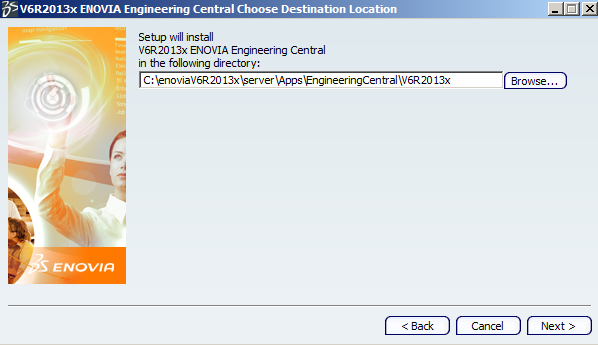 V6R2013x ENOVIA Engineering Central Choose Destination Location
Setup will install
V6R2013x ENOVIA Engineering Central
in the following directory:
C:\enoviaV6R2013x\server\Apps\EngineeringCentral\V6R2013x
Browse...
ENOVIA
< Back
Cancel
Next >